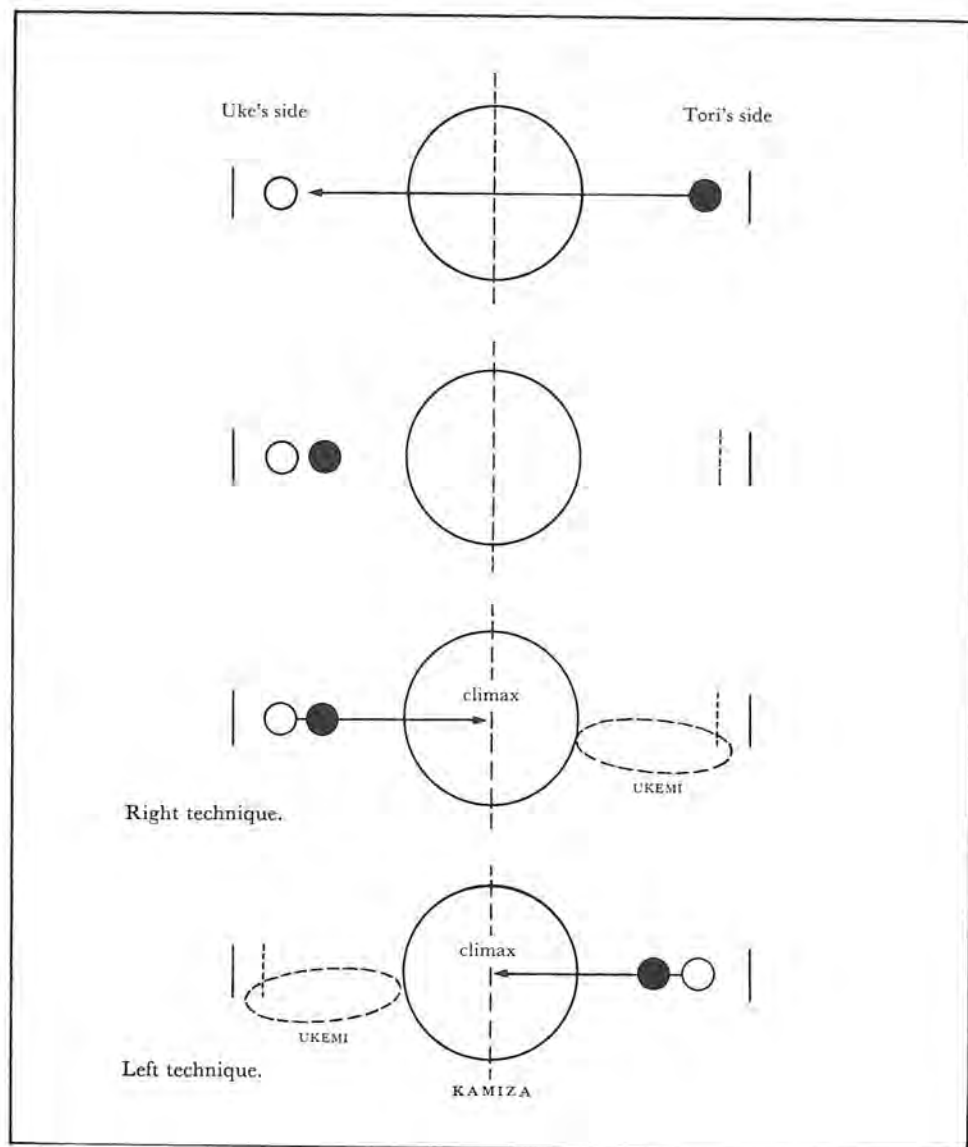 Uke's side
Tori's side
climax
UKEMI
Right technique.
climax
UKEMI
Left technique.
KAMIZA